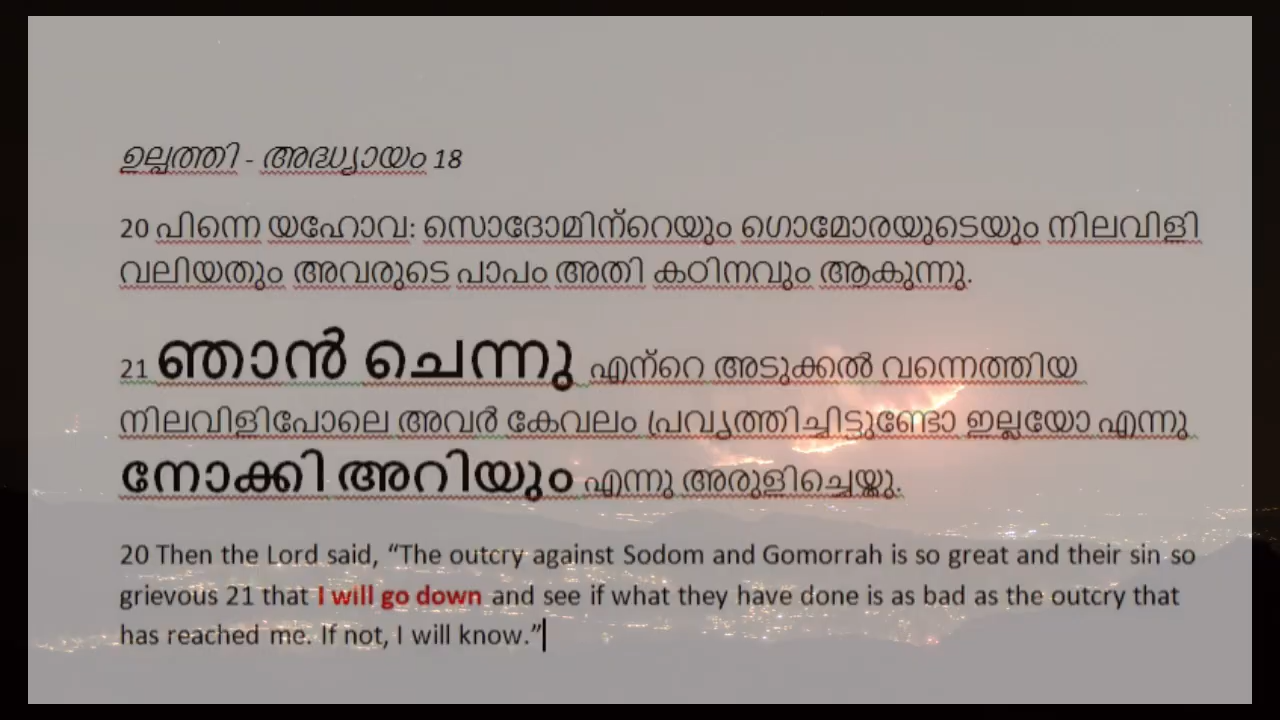 ഉല്പത്തി - അദ്ധ്യായം 18
20 പിന്നെ യഹോവ: സൊദോമിന്റെയും ഗൊമോരയുടെയും നിലവിളി
വലിയതും അവരുടെ പാപം അതി കഠിനവും ആകുന്നു.
21 ഞാൻ ചെന്നു എന്റെ അടുക്കൽ വന്നെത്തിയ
നിലവിളിപോലെ അവർ കേവലം പ്രവൃത്തിച്ചിട്ടുണ്ടോ ഇല്ലയോ എന്നു
നോക്കി അറിയും എന്നു അരുളിച്ചെയ്തു.
20 Then the Lord said, “The outcry against Sodom and Gomorrah is so great and their sin so
grievous 21 that I will go down and see if what they have done is as bad as the outcry that
has reached me. If not, I will know.”